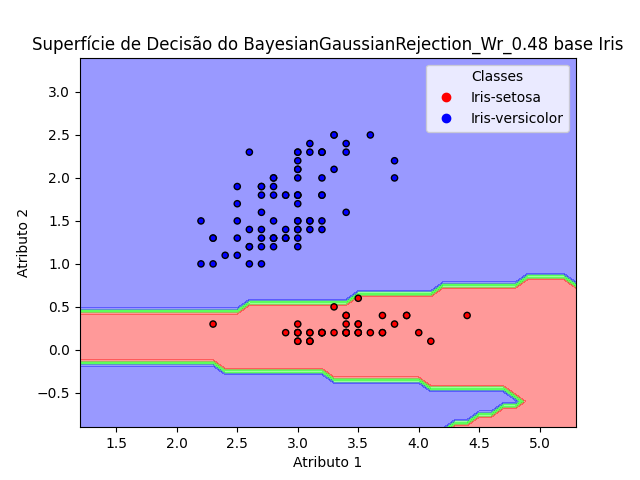 Superfície de Decisão do BayesianGaussianRejection_Wr_0.48 base Iris
Classes
Iris-setosa
Iris-versicolor
3.0
2.5
2.0
1.5
1.0
0.5
0.0
−0.5
Atributo 2
1.5 2.0 2.5 3.0 3.5 4.0 4.5 5.0
Atributo 1